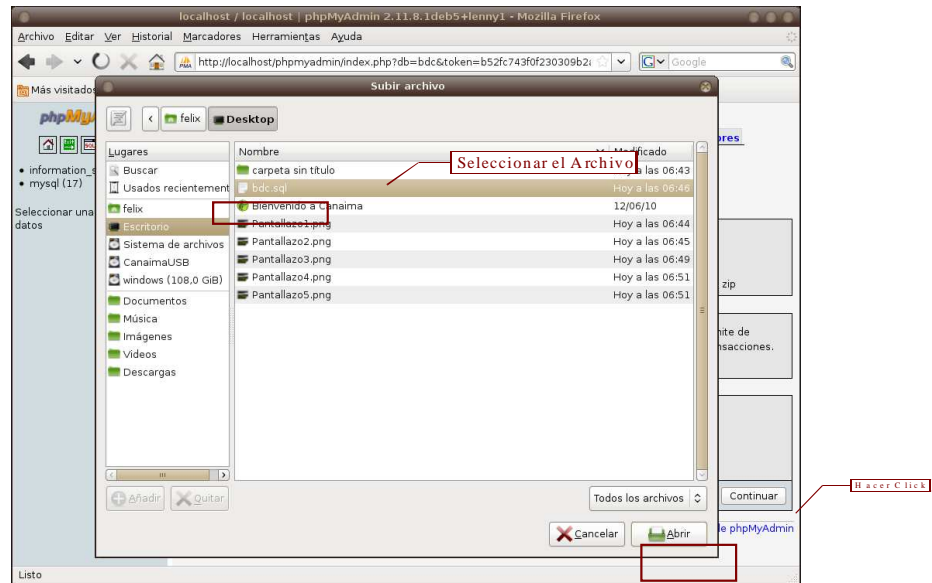 localhost / localhost | phpMyAdmin 2.11.8.1deb5+lenny1 - Mozilla Firefox
Archivo Editar Ver Historial Marcadores Herramientas Ayuda
http://localhost/phpmyadmin/index.php?db=bdc&token=b52fc743f0f230309b2
G Google
Más visitados
Subir archivo
phpMy
felix
Desktop
ores
Lugares
Nombre
Modificado
Seleccionar el Archivo
information_s
mysql (17)
Seleccionar una
datos
Buscar
Usados recientement
felix
Escritorio
Sistema de archivos
CanaimaUSB
windows (108,0 GiB)
Documentos
Música
Imágenes
Videos
Descargas
carpeta sin título
Hoy a las 06:43
bdc.sql
Hoy a las 06:46
Bienvenido a Canaima
12/06/10
Pantallazo1.png
Hoy a las 06:44
Pantallazo2.png
Hoy a las 06:45
Pantallazo3.png
Hoy a las 06:49
Pantallazo4.png
Hoy a las 06:51
Pantallazo5.png
Hoy a las 06:51
zip
mite de
nsacciones.
Añadir
Quitar
Todos los archivos
Continuar
Hacer Click
Cancelar
Abrir
de phpMyAdmin
Listo